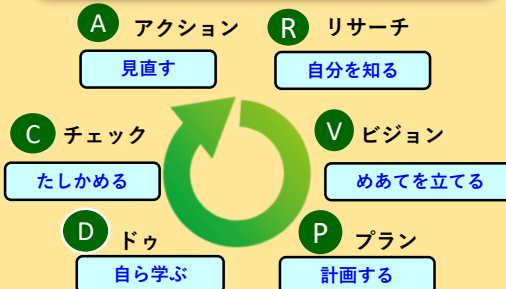 A アクション
見直す
R リサーチ
自分を知る
C チェック
たしかめる
V ビジョン
めあてを立てる
D ドゥ
自ら学ぶ
P プラン
計画する